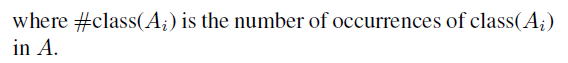 where #class(Aᵢ) is the number of occurrences of class(Aᵢ)
in A.